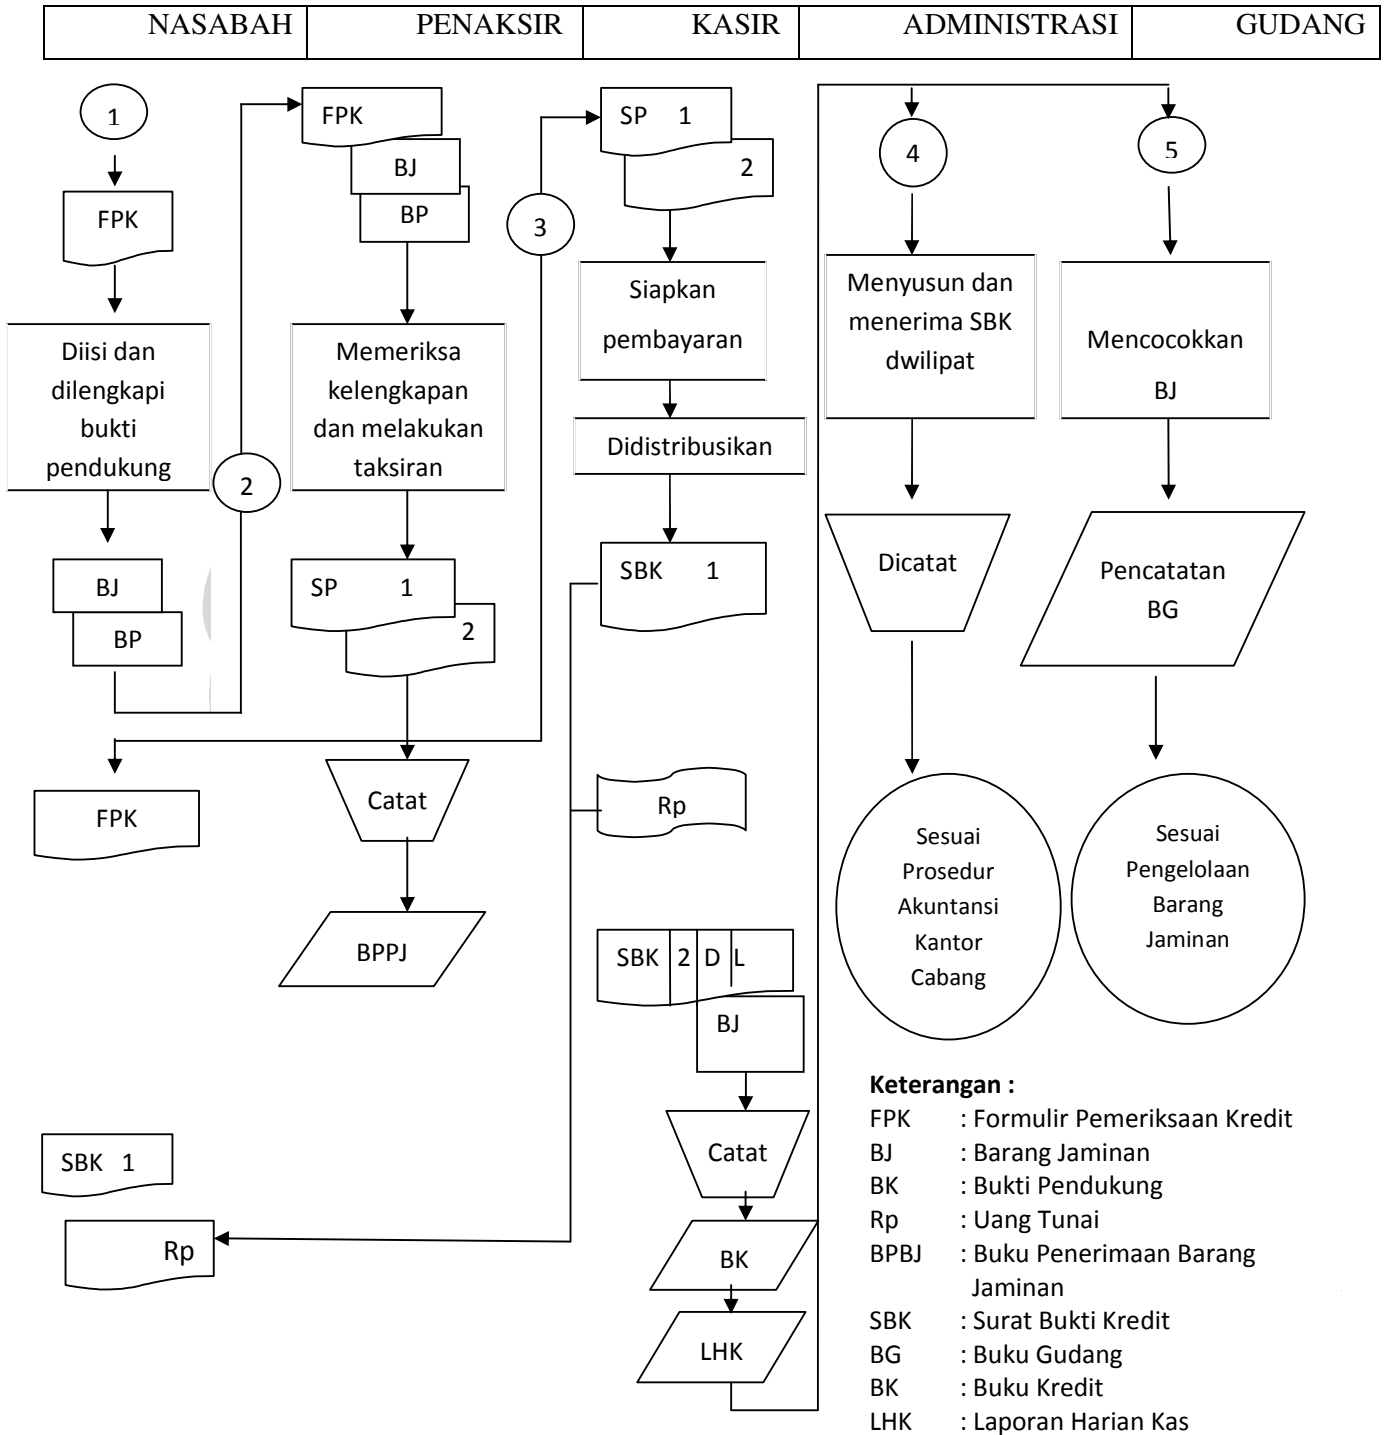 NASABAH PENAKSIR KASIR ADMINISTRASI GUDANG
1
FPK
Diisi dan
dilengkapi
bukti
pendukung
BJ
BP
2
FPK
SBK 1
Rp
FPK
BJ
BP
Memeriksa
kelengkapan
dan melakukan
taksiran
SP 1
2
Catat
BPPJ
3
SP 1
2
Siapkan
pembayaran
Didistribusikan
SBK 1
Rp
SBK 2 D L
BJ
Catat
BK
LHK
4
Menyusun dan
menerima SBK
dwilipat
Dicatat
Sesuai
Prosedur
Akuntansi
Kantor
Cabang
5
Mencocokkan
BJ
Pencatatan
BG
Sesuai
Pengelolaan
Barang
Jaminan
Keterangan :
FPK : Formulir Pemeriksaan Kredit
BJ : Barang Jaminan
BK : Bukti Pendukung
Rp : Uang Tunai
BPBJ : Buku Penerimaan Barang
Jaminan
SBK : Surat Bukti Kredit
BG : Buku Gudang
BK : Buku Kredit
LHK : Laporan Harian Kas